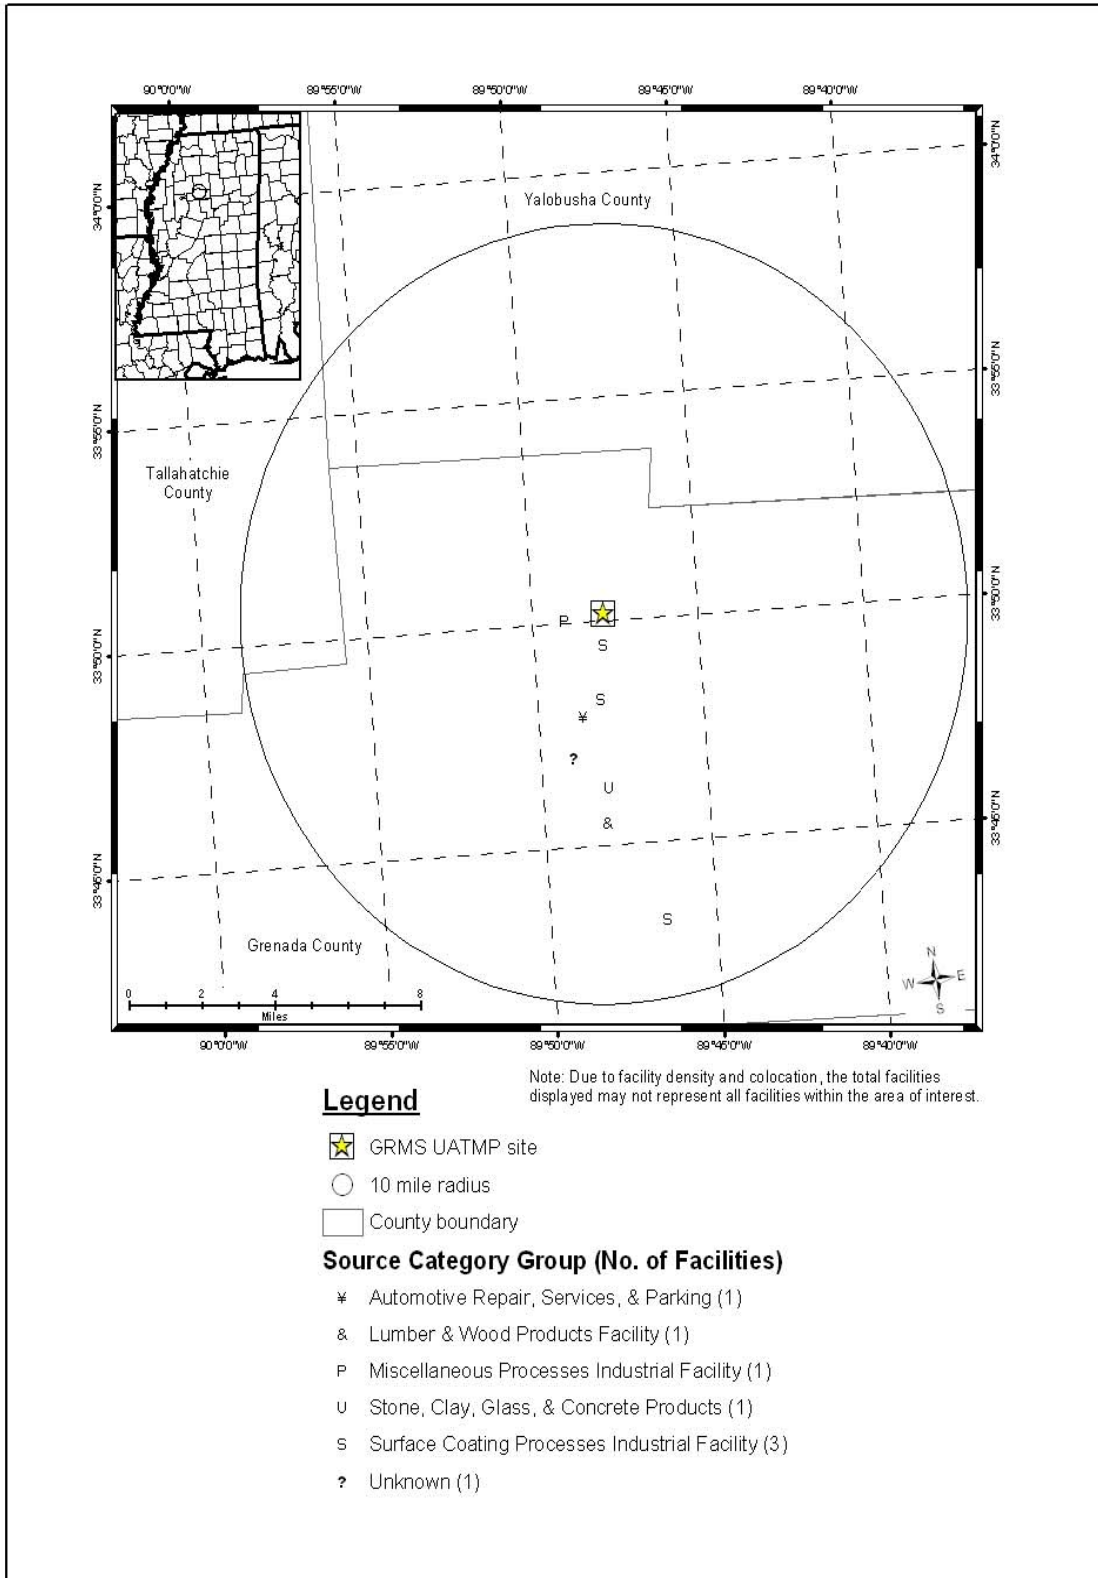 90°0'0"W 89°55'0"W 89°50'0"W 89°45'0"W 89°40'0"W
34°0'0"N
34°0'0"N
Yalobusha County
33°55'0"N
33°55'0"N
Tallahatchie
County
33°50'0"N
P
S
33°50'0"N
S
¥
?
U
&
33°45'0"N
33°45'0"N
S
Grenada County
N
W E
S
0 2 4 8
Miles
90°0'0"W 89°55'0"W 89°50'0"W 89°45'0"W 89°40'0"W
Note: Due to facility density and colocation, the total facilities
displayed may not represent all facilities within the area of interest.
Legend
GRMS UATMP site
10 mile radius
County boundary
Source Category Group (No. of Facilities)
¥ Automotive Repair, Services, & Parking (1)
& Lumber & Wood Products Facility (1)
P Miscellaneous Processes Industrial Facility (1)
U Stone, Clay, Glass, & Concrete Products (1)
S Surface Coating Processes Industrial Facility (3)
? Unknown (1)